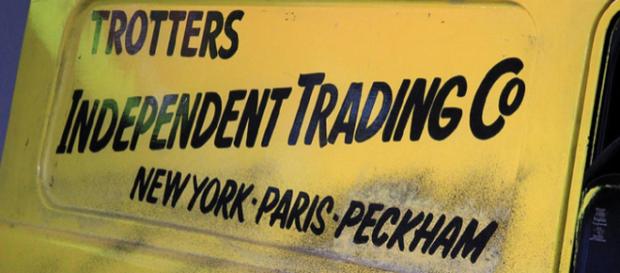 TROTTERS
INDEPENDENT TRADING CO
NEW YORK · PARIS · PECKHAM